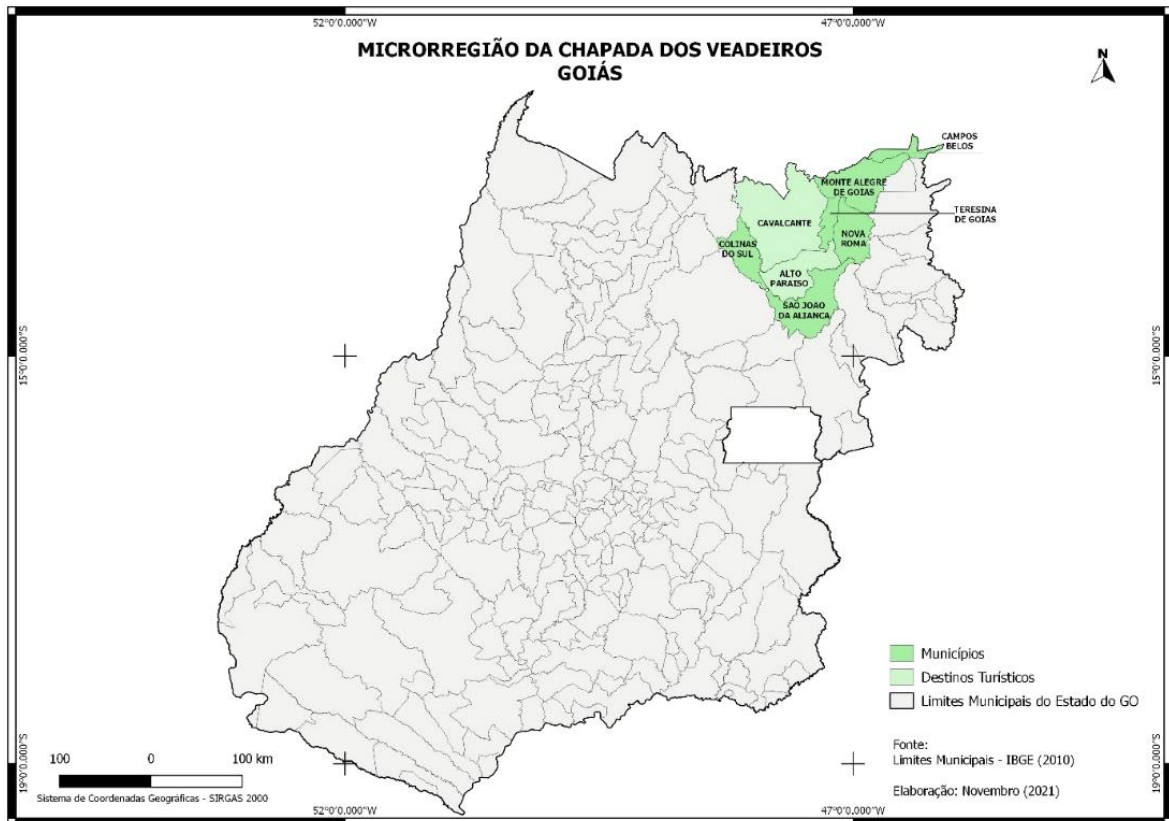 52°0'0.000"W
47°0'0.000"W
MICRORREGIÃO DA CHAPADA DOS VEADEIROS
GOIÁS
N
CAMPOS
BELOS
MONTE ALEGRE
DE GOIAS
TERESINA
DE GOIAS
CAVALCANTE
NOVA
ROMA
COLINAS
DO SUL
ALTO
PARAISO
SAO JOAO
DA ALIANCA
15°0'0.000"S
15°0'0.000"S
Municípios
Destinos Turísticos
Limites Municipais do Estado do GO
Fonte:
Limites Municipais - IBGE (2010)
Elaboração: Novembro (2021)
100 0 100 km
Sistema de Coordenadas Geográficas - SIRGAS 2000
19°0'0.000"S
19°0'0.000"S
52°0'0.000"W
47°0'0.000"W